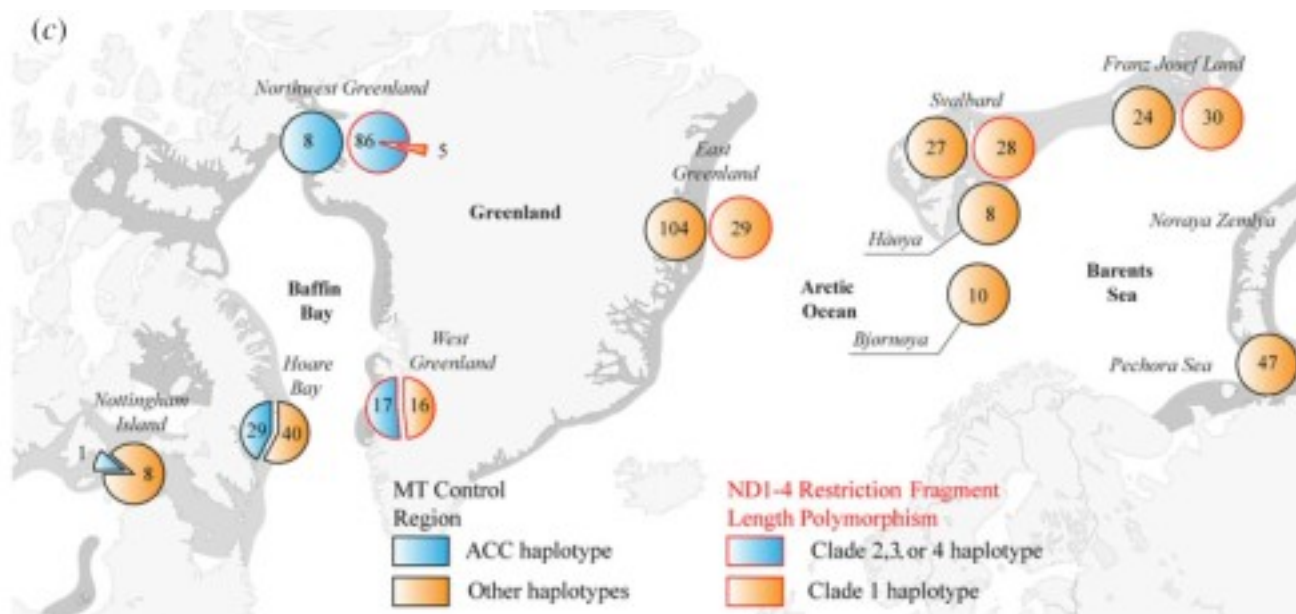 (c)
Northwest Greenland
8
86
5
Franz Josef Land
24
30
Svalbard
27
28
East
Greenland
104
29
Greenland
8
Håøya
Novaya Zemlya
Baffin
Bay
Arctic
Ocean
Barents
Sea
10
Bjørnøya
West
Greenland
17
16
Hoare
Bay
29
40
Nottingham
Island
1
8
Pechora Sea
47
MT Control
Region
ACC haplotype
Other haplotypes
ND1-4 Restriction Fragment
Length Polymorphism
Clade 2,3, or 4 haplotype
Clade 1 haplotype